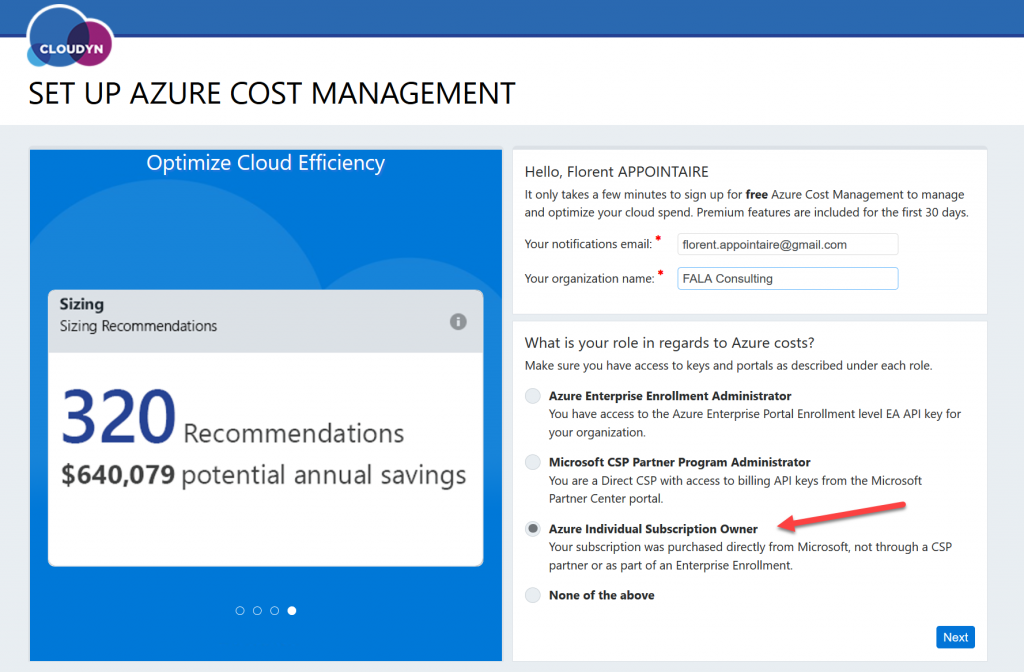 CLOUDYN
SET UP AZURE COST MANAGEMENT
Optimize Cloud Efficiency
Sizing
Sizing Recommendations
320 Recommendations
$640,079 potential annual savings
Hello, Florent APPOINTAIRE
It only takes a few minutes to sign up for free Azure Cost Management to manage
and optimize your cloud spend. Premium features are included for the first 30 days.
Your notifications email: * florent.appointaire@gmail.com
Your organization name: * FALA Consulting
What is your role in regards to Azure costs?
Make sure you have access to keys and portals as described under each role.
Azure Enterprise Enrollment Administrator
You have access to the Azure Enterprise Portal Enrollment level EA API key for
your organization.
Microsoft CSP Partner Program Administrator
You are a Direct CSP with access to billing API keys from the Microsoft
Partner Center portal.
Azure Individual Subscription Owner
Your subscription was purchased directly from Microsoft, not through a CSP
partner or as part of an Enterprise Enrollment.
None of the above
Next